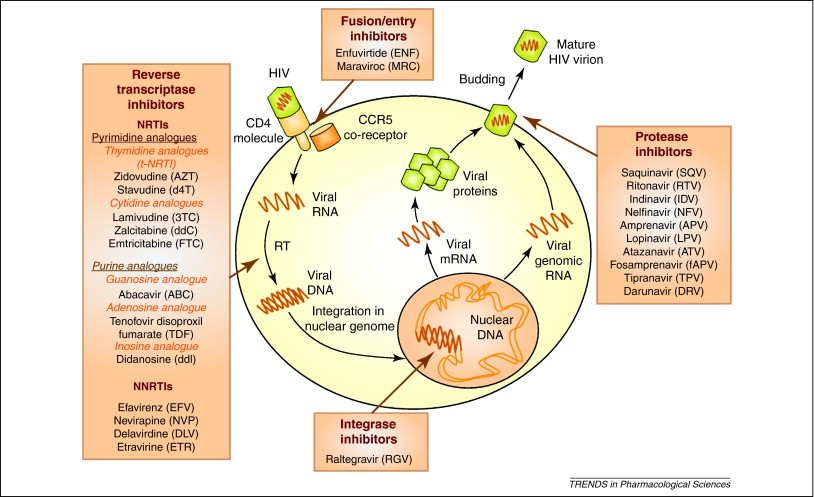 Fusion/entry
inhibitors
Enfuvirtide (ENF)
Maraviroc (MRC)
Reverse
transcriptase
inhibitors
NRTIs
Pyrimidine analogues
Thymidine analogues
(t-NRTI)
Zidovudine (AZT)
Stavudine (d4T)
Cytidine analogues
Lamivudine (3TC)
Zalcitabine (ddC)
Emtricitabine (FTC)
Purine analogues
Guanosine analogue
Abacavir (ABC)
Adenosine analogue
Tenofovir disoproxil
fumarate (TDF)
Inosine analogue
Didanosine (ddI)
NNRTIs
Efavirenz (EFV)
Nevirapine (NVP)
Delavirdine (DLV)
Etravirine (ETR)
HIV
CD4
molecule
CCR5
co-receptor
Viral
RNA
RT
Viral
DNA
Integration in
nuclear genome
Nuclear
DNA
Viral
mRNA
Viral
proteins
Viral
genomic
RNA
Budding
Mature
HIV virion
Protease
inhibitors
Saquinavir (SQV)
Ritonavir (RTV)
Indinavir (IDV)
Nelfinavir (NFV)
Amprenavir (APV)
Lopinavir (LPV)
Atazanavir (ATV)
Fosamprenavir (fAPV)
Tipranavir (TPV)
Darunavir (DRV)
Integrase
inhibitors
Raltegravir (RGV)
TRENDS in Pharmacological Sciences